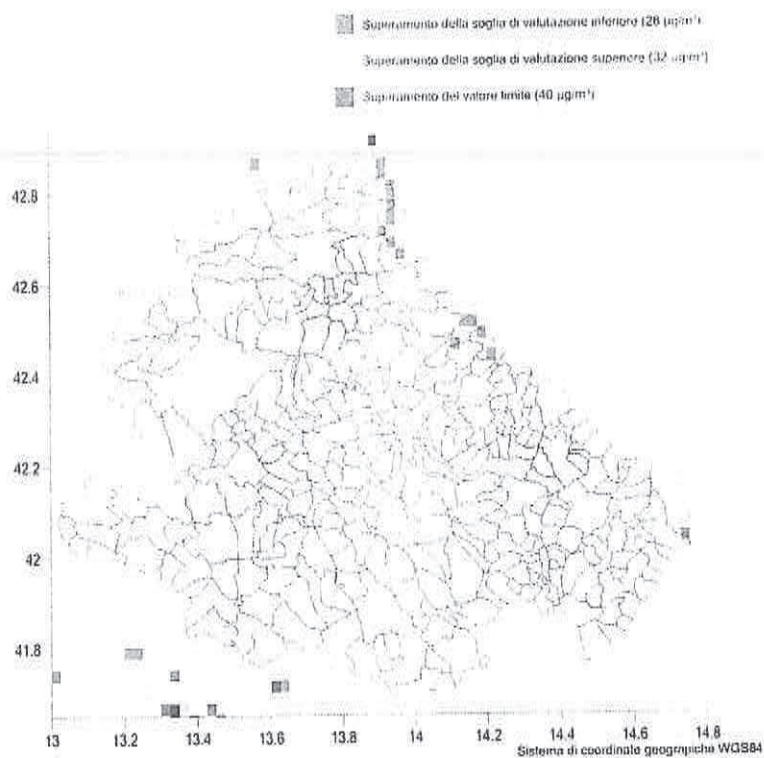 Superamento della soglia di valutazione inferiore (26 µg/m³)
Superamento della soglia di valutazione superiore (32 µg/m³)
Superamento del valore limite (40 µg/m³)
42.8
42.6
42.4
42.2
42
41.8
13 13.2 13.4 13.6 13.8 14 14.2 14.4 14.6 14.8
Sistema di coordinate geografiche WGS84